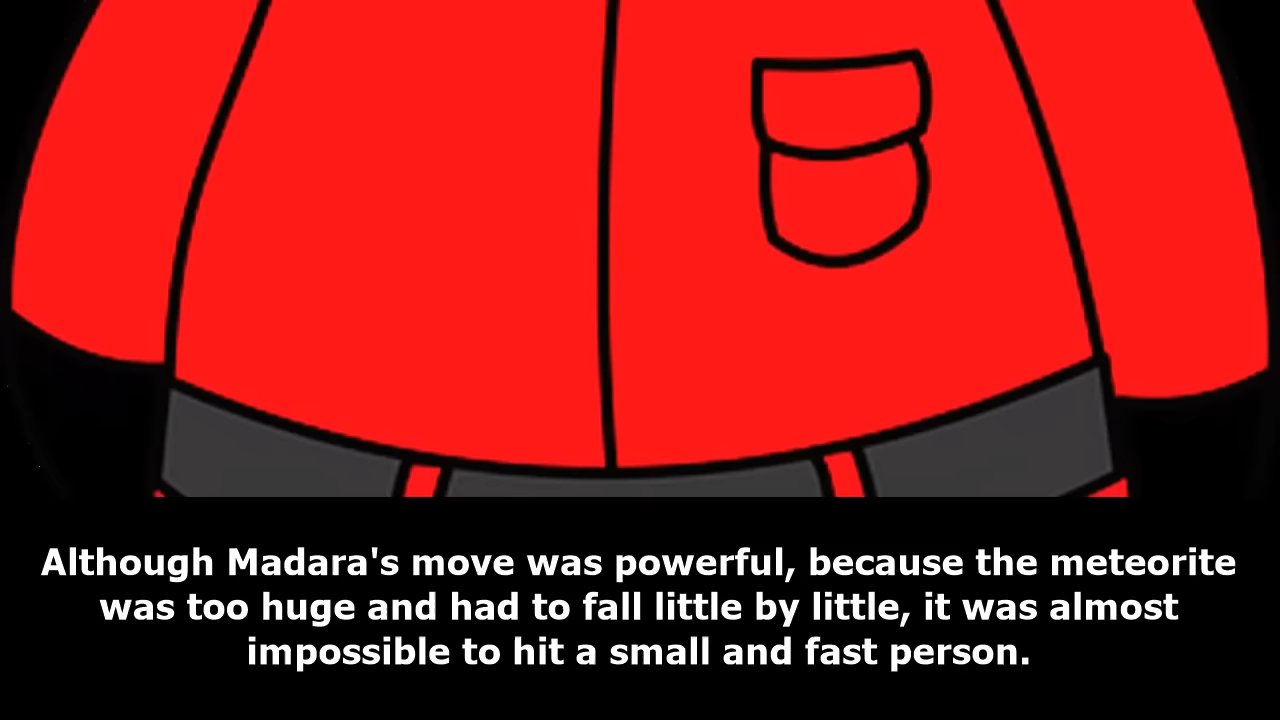 Although Madara's move was powerful, because the meteorite
was too huge and had to fall little by little, it was almost
impossible to hit a small and fast person.